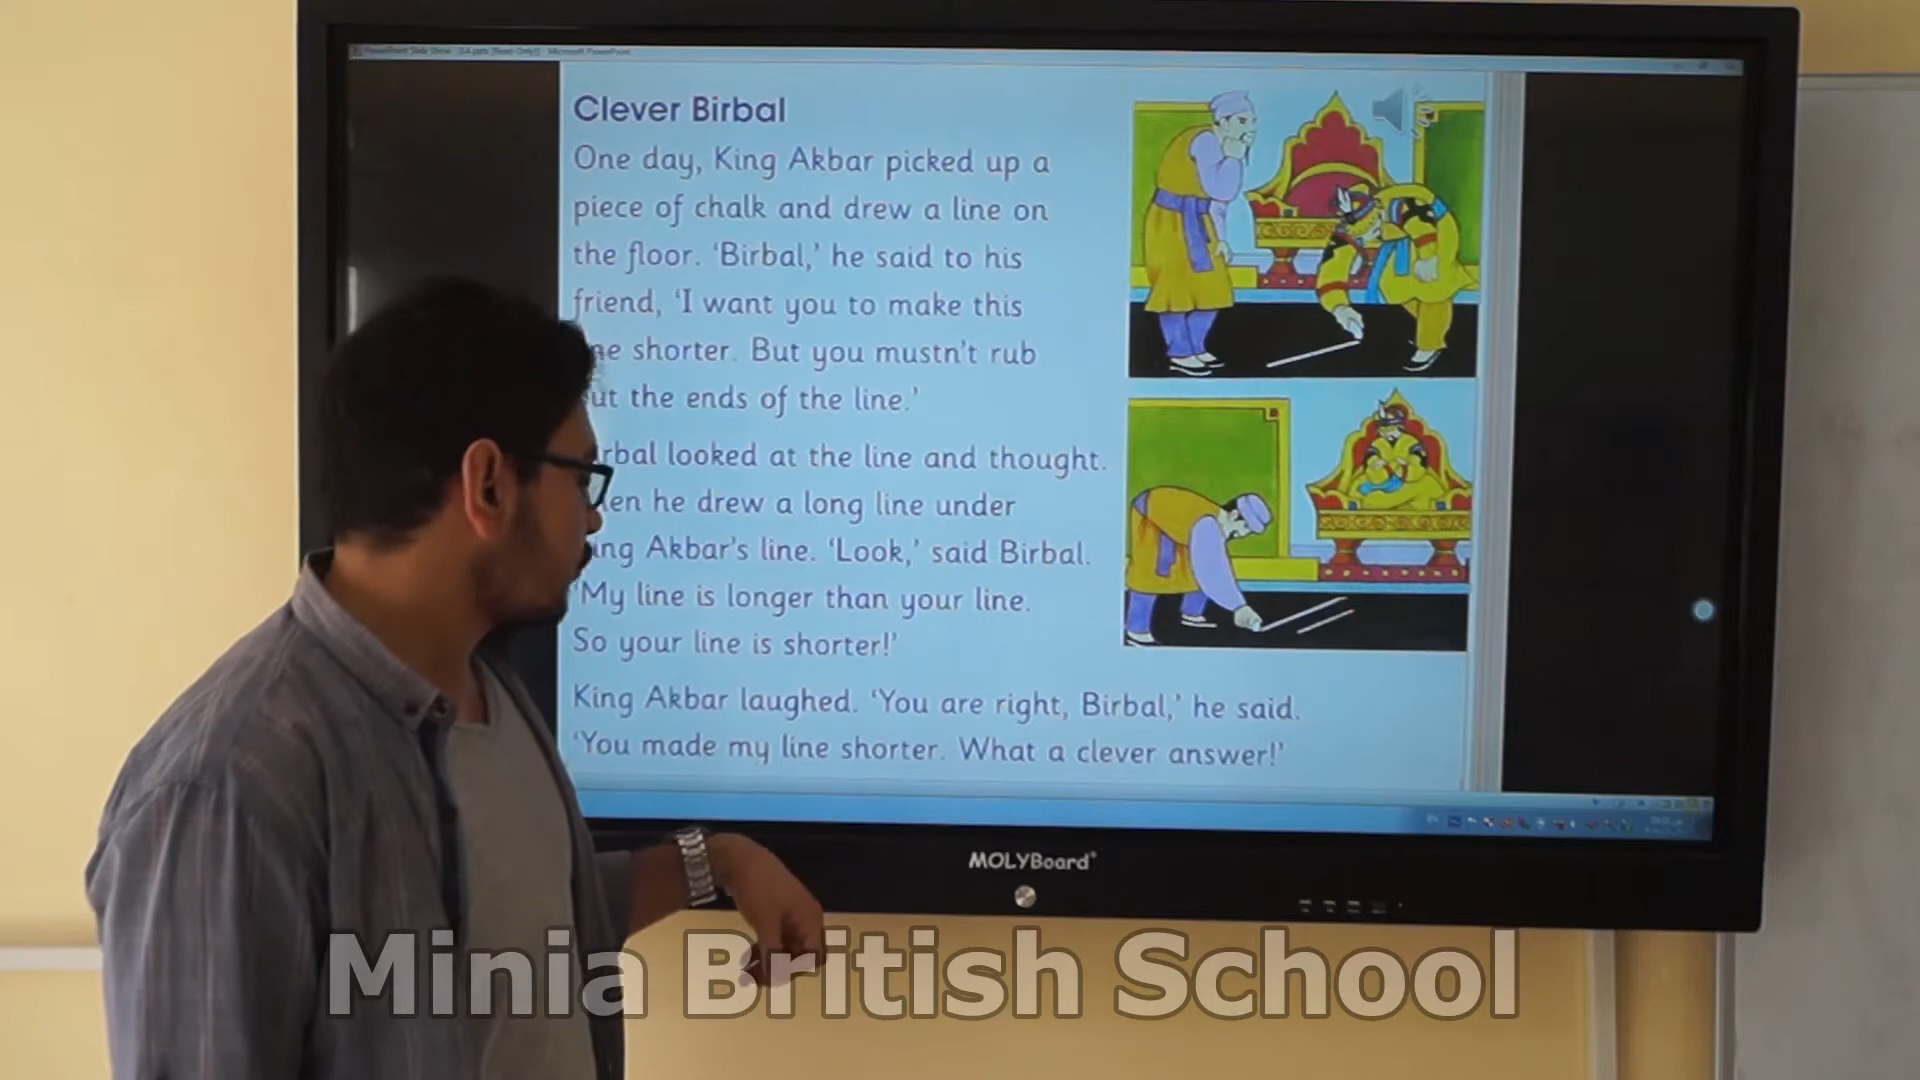 Clever Birbal
One day, King Akbar picked up a
piece of chalk and drew a line on
the floor. ‘Birbal,’ he said to his
friend, ‘I want you to make this
shorter. But you mustn’t rub
the ends of the line.’
looked at the line and thought.
he drew a long line under
Akbar’s line. ‘Look,’ said Birbal.
‘My line is longer than your line.
So your line is shorter!’
King Akbar laughed. ‘You are right, Birbal,’ he said.
‘You made my line shorter. What a clever answer!’
MOLYBoard
Minia British School